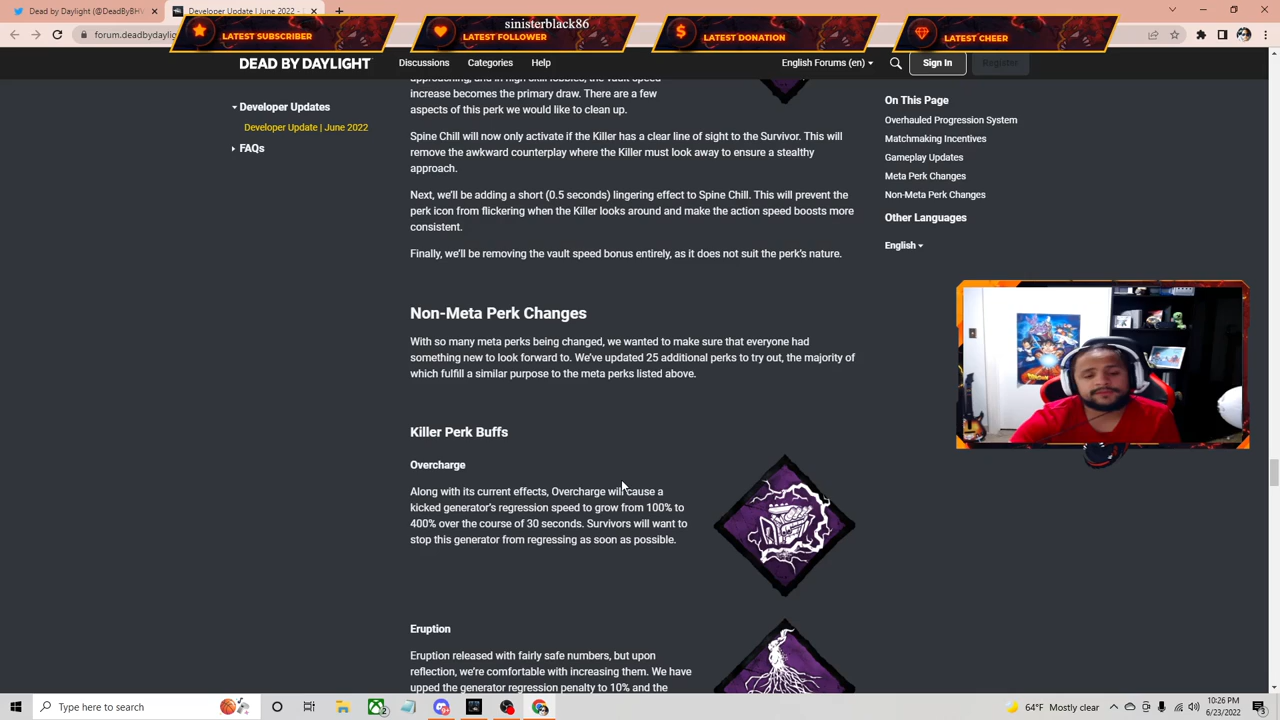 (1) @DeadByBH
Developer Update | June 2022 -
forum.deadbydaylig
sinisterblack86
LATEST SUBSCRIBER
LATEST FOLLOWER
LATEST DONATION
LATEST CHEER
DEAD BY DAYLIGHT
Discussions
Categories
Help
English Forums (en)
Sign In
Register
Developer Updates
Developer Update | June 2022
FAQs
approaching, and in high skill lobbies, the vault speed
increase becomes the primary draw. There are a few
aspects of this perk we would like to clean up.
Spine Chill will now only activate if the Killer has a clear line of sight to the Survivor. This will
remove the awkward counterplay where the Killer must look away to ensure a stealthy
approach.
Next, we'll be adding a short (0.5 seconds) lingering effect to Spine Chill. This will prevent the
perk icon from flickering when the Killer looks around and make the action speed boosts more
consistent.
Finally, we'll be removing the vault speed bonus entirely, as it does not suit the perk's nature.
Non-Meta Perk Changes
With so many meta perks being changed, we wanted to make sure that everyone had
something new to look forward to. We've updated 25 additional perks to try out, the majority of
which fulfill a similar purpose to the meta perks listed above.
Killer Perk Buffs
Overcharge
Along with its current effects, Overcharge will cause a
kicked generator's regression speed to grow from 100% to
400% over the course of 30 seconds. Survivors will want to
stop this generator from regressing as soon as possible.
Eruption
Eruption released with fairly safe numbers, but upon
reflection, we're comfortable with increasing them. We have
upped the generator regression penalty to 10% and the
On This Page
Overhauled Progression System
Matchmaking Incentives
Gameplay Updates
Meta Perk Changes
Non-Meta Perk Changes
Other Languages
English
Type here to search
64°F Mostly clear
10:26 PM
6/23/2022